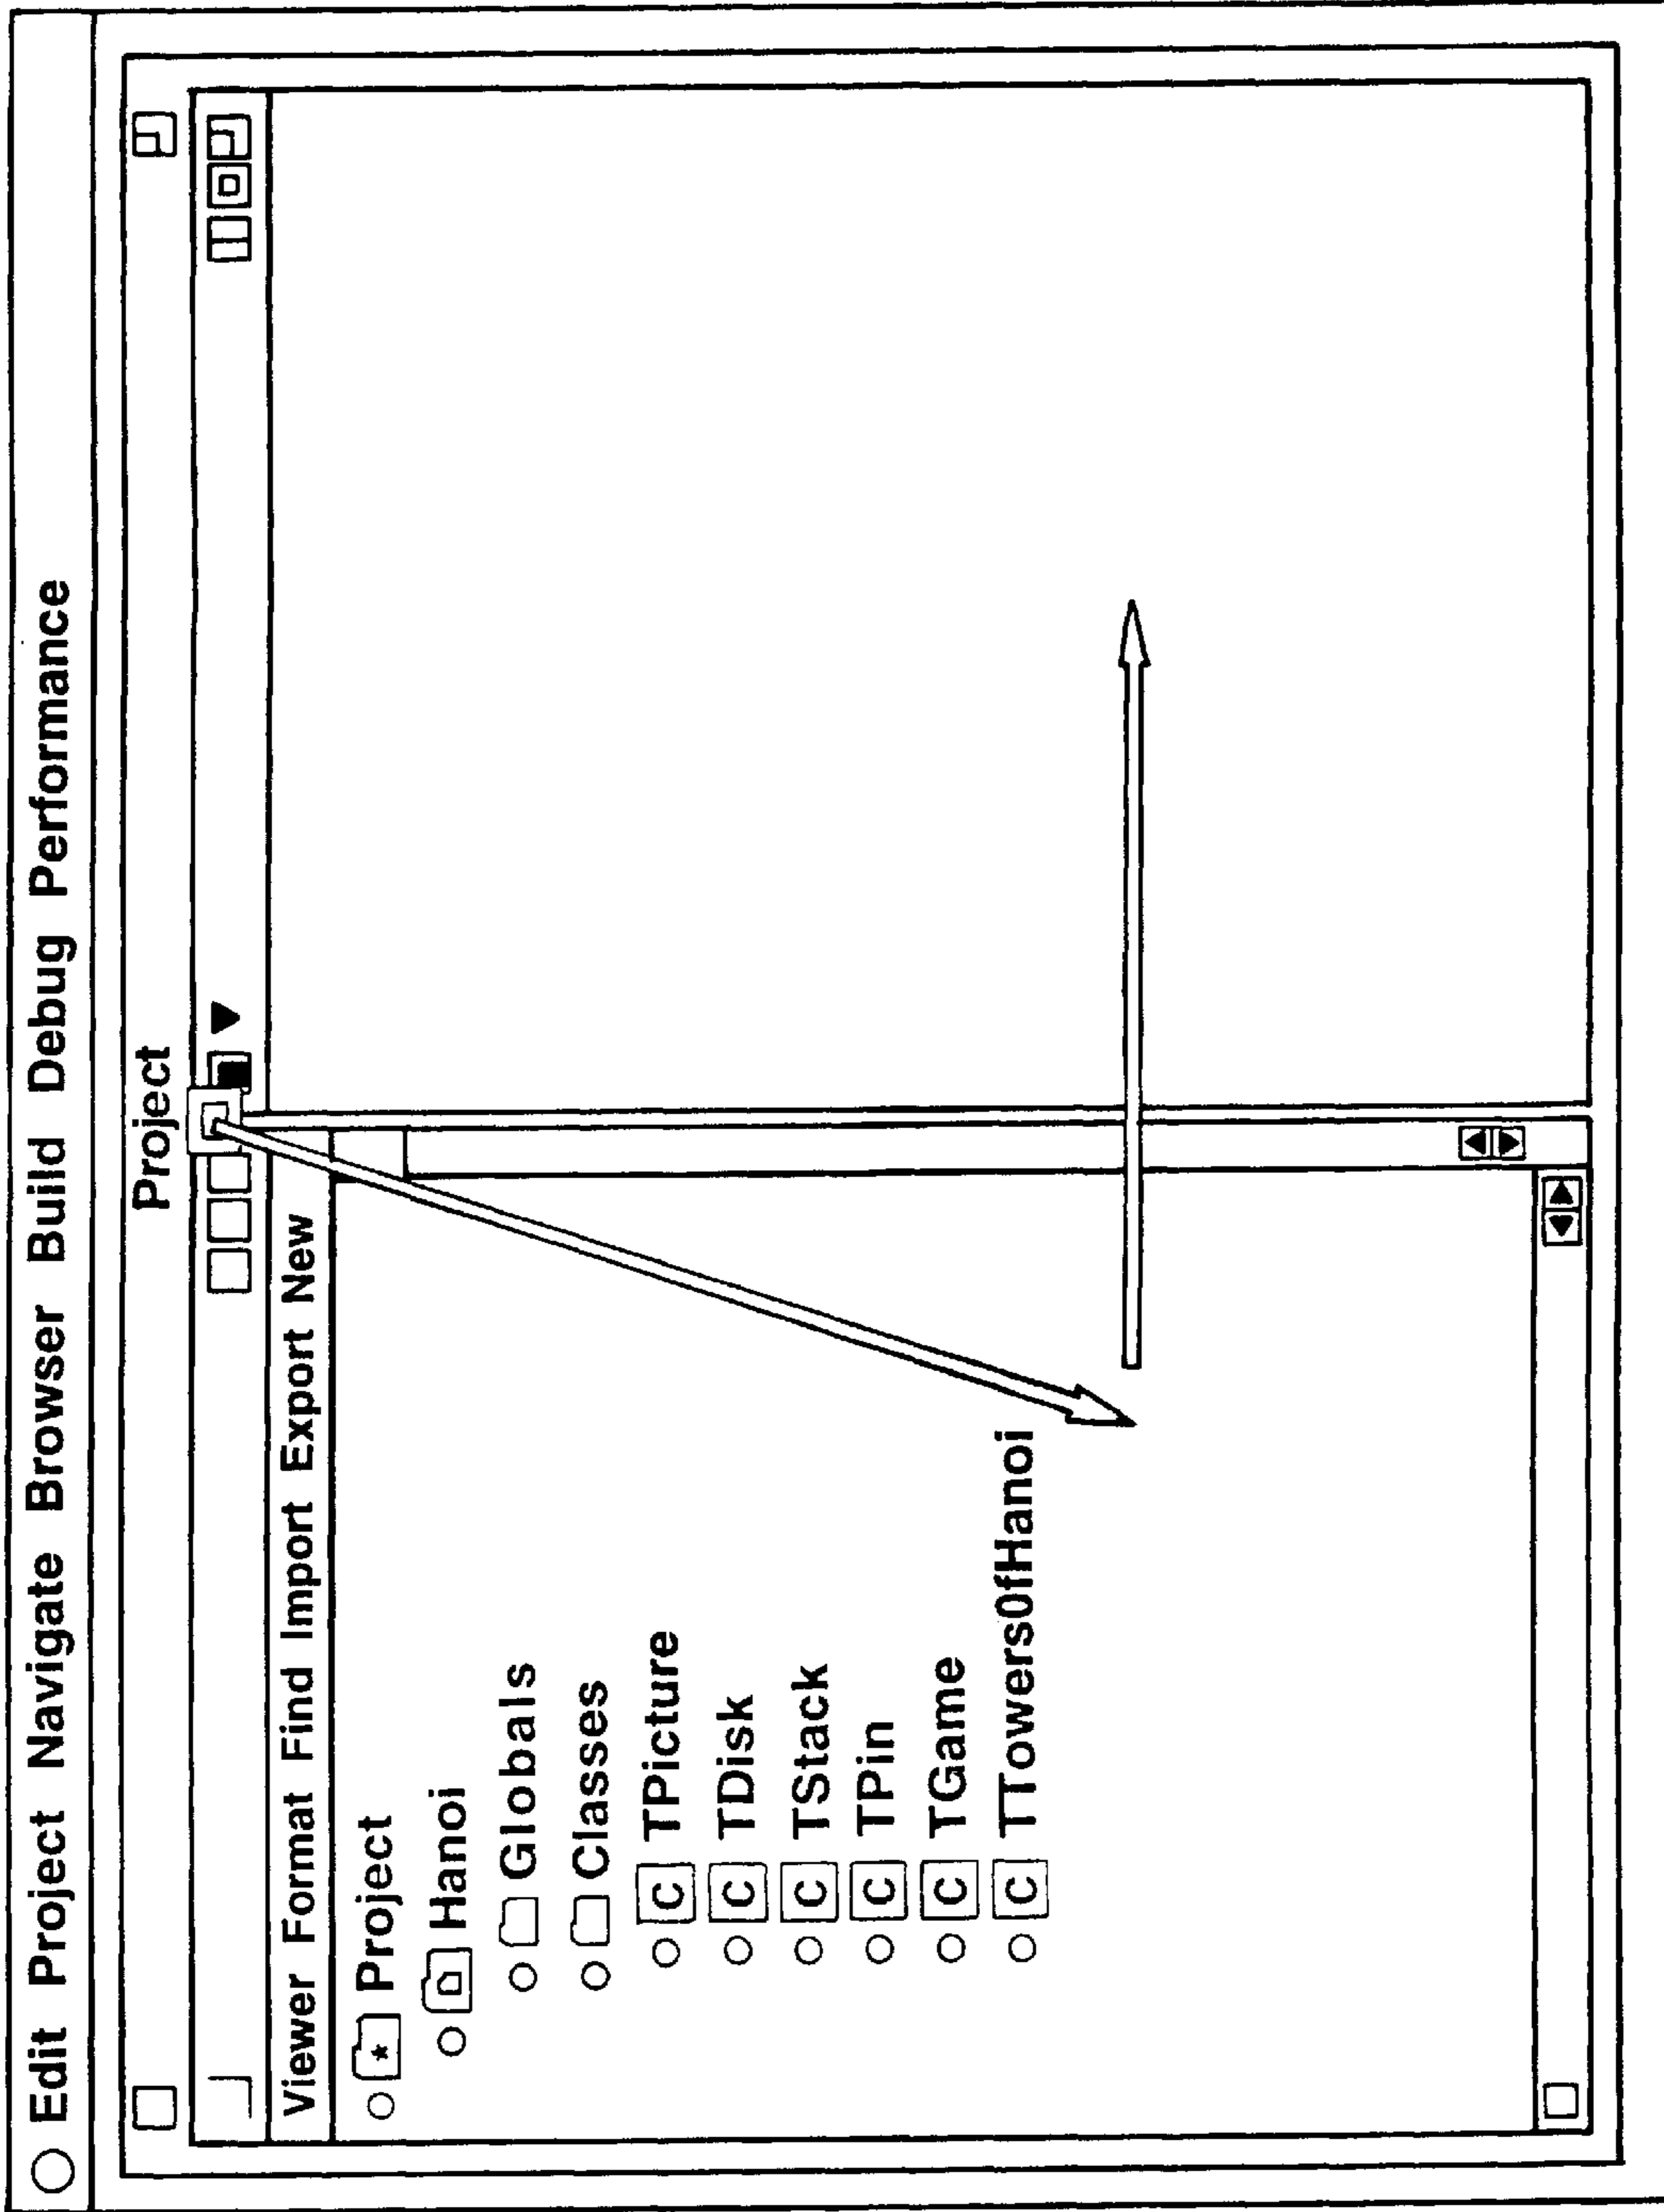 Edit Project Navigate Browser Build Debug Performance
Project
Viewer Format Find Import Export New
Project
Hanoi
Globals
Classes
C TPicture
C TDisk
C TStack
C TPin
C TGame
C TTowers0fHanoi